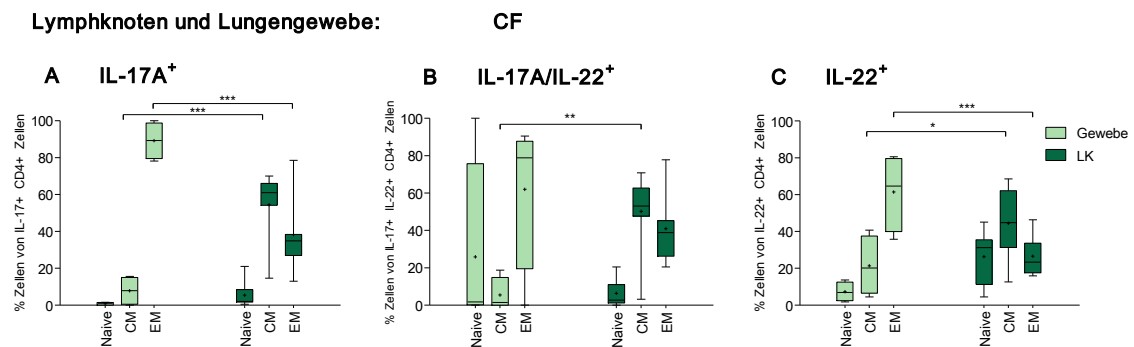 Lymphknoten und Lungengewebe: CF
A IL-17A+
B IL-17A/IL-22+
C IL-22+
% Zellen von IL-17+ CD4+ Zellen
100
80
60
40
20
0
***
***
Naive CM EM Naive CM EM
% Zellen von IL-17+ IL-22+ CD4+ Zellen
100
80
60
40
20
0
**
Naive CM EM Naive CM EM
% Zellen von IL-22+ CD4+ Zellen
100
80
60
40
20
0
***
*
Naive CM EM Naive CM EM
Gewebe
LK